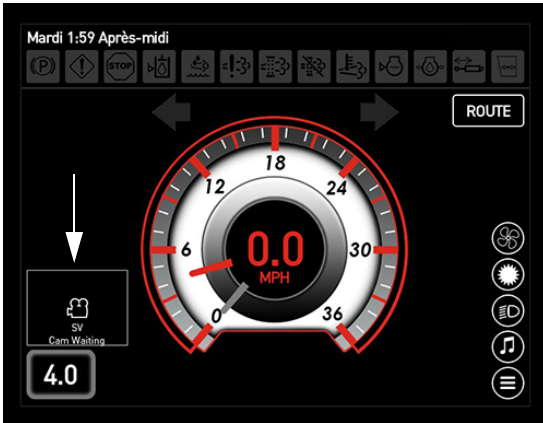 Mardi 1:59 Après-midi
(P)
STOP
ROUTE
18
12
24
6
30
0.0
MPH
0
36
SV
Cam Waiting
4.0